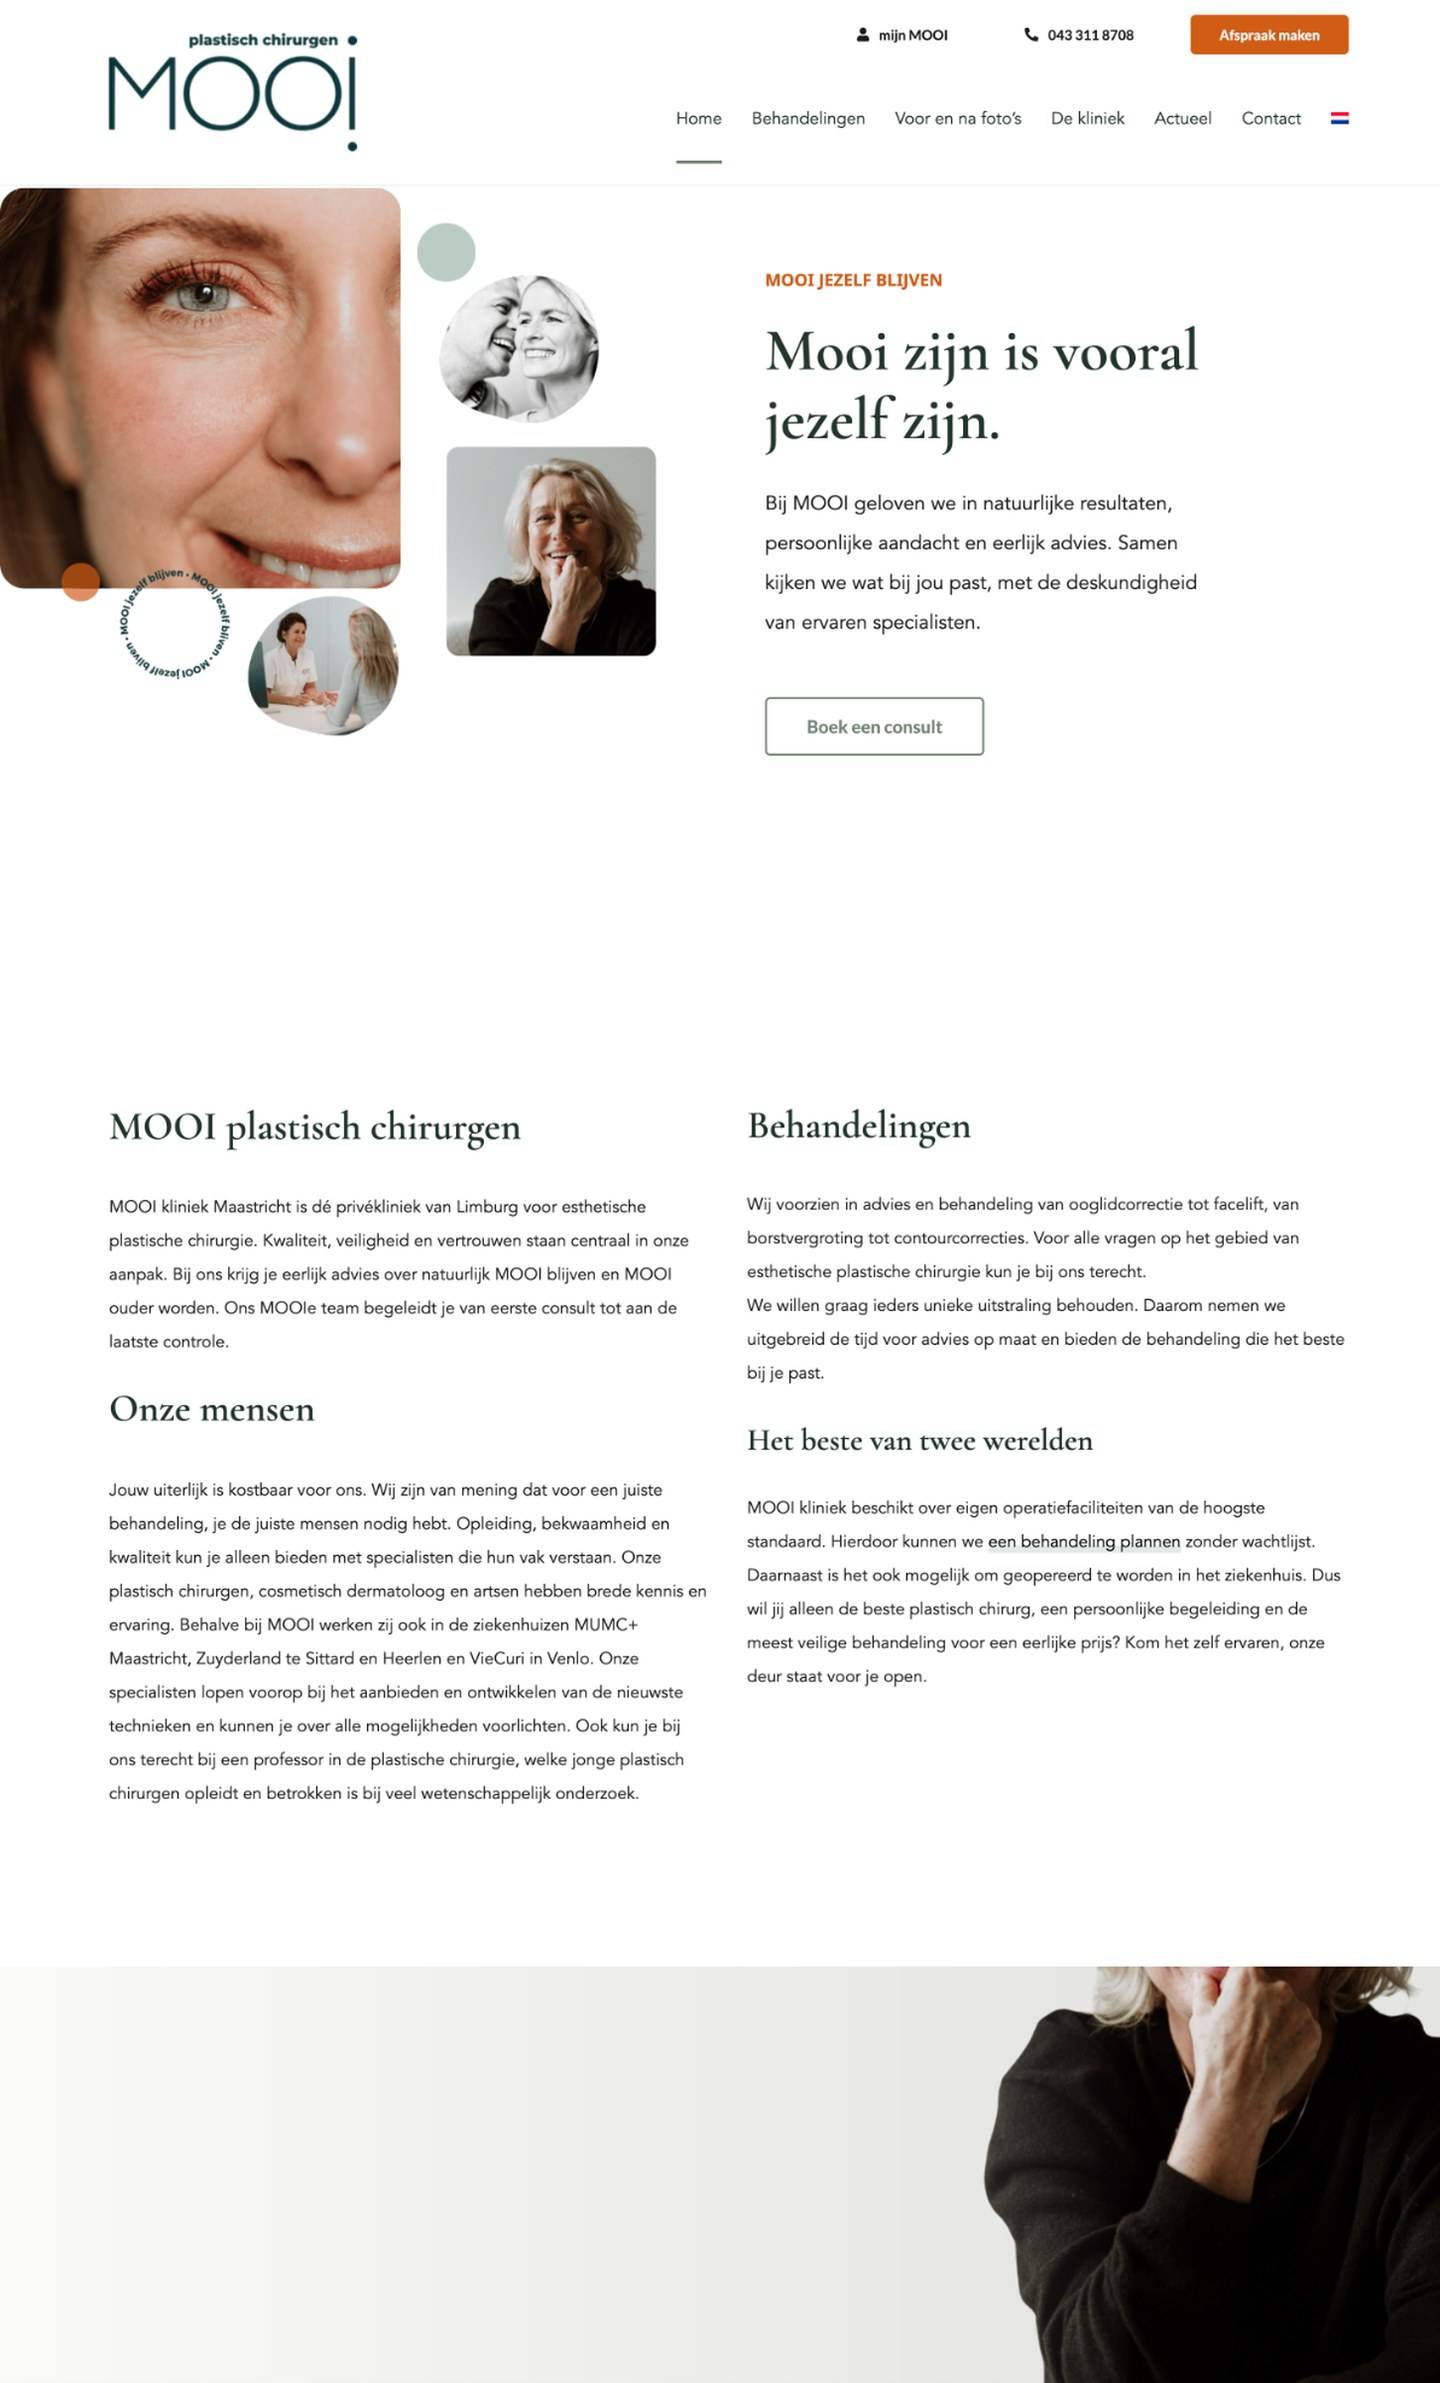 plastisch chirurgen
MOOI
mijn MOOI
043 311 8708
Afspraak maken
Home
Behandelingen
Voor en na foto's
De kliniek
Actueel
Contact
MOOI jezelf blijven • MOOI jezelf bliven • MOOI jezelf bliven •
MOOI JEZELF BLIJVEN
Mooi zijn is vooral
jezelf zijn.
Bij MOOI geloven we in natuurlijke resultaten,
persoonlijke aandacht en eerlijk advies. Samen
kijken we wat bij jou past, met de deskundigheid
van ervaren specialisten.
Boek een consult
MOOI plastisch chirurgen
MOOI kliniek Maastricht is dé privékliniek van Limburg voor esthetische
plastische chirurgie. Kwaliteit, veiligheid en vertrouwen staan centraal in onze
aanpak. Bij ons krijg je eerlijk advies over natuurlijk MOOI blijven en MOOI
ouder worden. Ons MOOIe team begeleidt je van eerste consult tot aan de
laatste controle.
Onze mensen
Jouw uiterlijk is kostbaar voor ons. Wij zijn van mening dat voor een juiste
behandeling, je de juiste mensen nodig hebt. Opleiding, bekwaamheid en
kwaliteit kun je alleen bieden met specialisten die hun vak verstaan. Onze
plastisch chirurgen, cosmetisch dermatoloog en artsen hebben brede kennis en
ervaring. Behalve bij MOOI werken zij ook in de ziekenhuizen MUMC+
Maastricht, Zuyderland te Sittard en Heerlen en VieCuri in Venlo. Onze
specialisten lopen voorop bij het aanbieden en ontwikkelen van de nieuwste
technieken en kunnen je over alle mogelijkheden voorlichten. Ook kun je bij
ons terecht bij een professor in de plastische chirurgie, welke jonge plastisch
chirurgen opleidt en betrokken is bij veel wetenschappelijk onderzoek.
Behandelingen
Wij voorzien in advies en behandeling van ooglidcorrectie tot facelift, van
borstvergroting tot contourcorrecties. Voor alle vragen op het gebied van
esthetische plastische chirurgie kun je bij ons terecht.
We willen graag ieders unieke uitstraling behouden. Daarom nemen we
uitgebreid de tijd voor advies op maat en bieden de behandeling die het beste
bij je past.
Het beste van twee werelden
MOOI kliniek beschikt over eigen operatiefaciliteiten van de hoogste
standaard. Hierdoor kunnen we een behandeling plannen zonder wachtlijst.
Daarnaast is het ook mogelijk om geopereerd te worden in het ziekenhuis. Dus
wil jij alleen de beste plastisch chirurg, een persoonlijke begeleiding en de
meest veilige behandeling voor een eerlijke prijs? Kom het zelf ervaren, onze
deur staat voor je open.